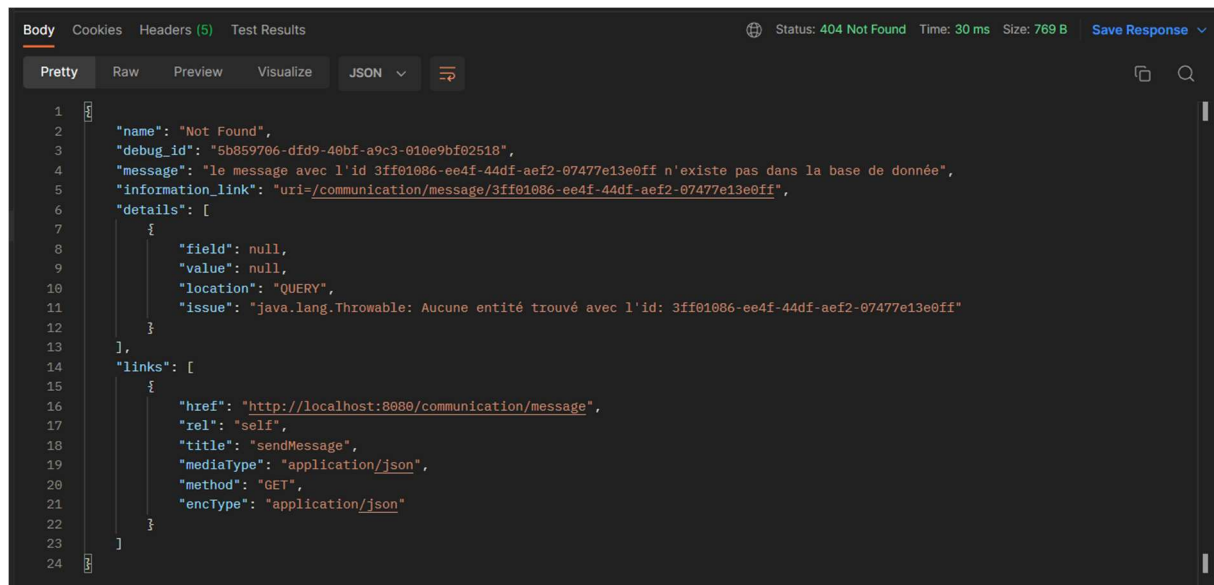 Body Cookies Headers (5) Test Results Status: 404 Not Found Time: 30 ms Size: 769 B Save Response
Pretty Raw Preview Visualize JSON
1 {
2 "name": "Not Found",
3 "debug_id": "5b859706-dfd9-40bf-a9c3-010e9bf02518",
4 "message": "le message avec l'id 3ff01086-ee4f-44df-aef2-07477e13e0ff n'existe pas dans la base de donnée",
5 "information_link": "uri=/communication/message/3ff01086-ee4f-44df-aef2-07477e13e0ff",
6 "details": [
7 {
8 "field": null,
9 "value": null,
10 "location": "QUERY",
11 "issue": "java.lang.Throwable: Aucune entité trouvé avec l'id: 3ff01086-ee4f-44df-aef2-07477e13e0ff"
12 }
13 ],
14 "links": [
15 {
16 "href": "http://localhost:8080/communication/message",
17 "rel": "self",
18 "title": "sendMessage",
19 "mediaType": "application/json",
20 "method": "GET",
21 "encType": "application/json"
22 }
23 ]
24 }